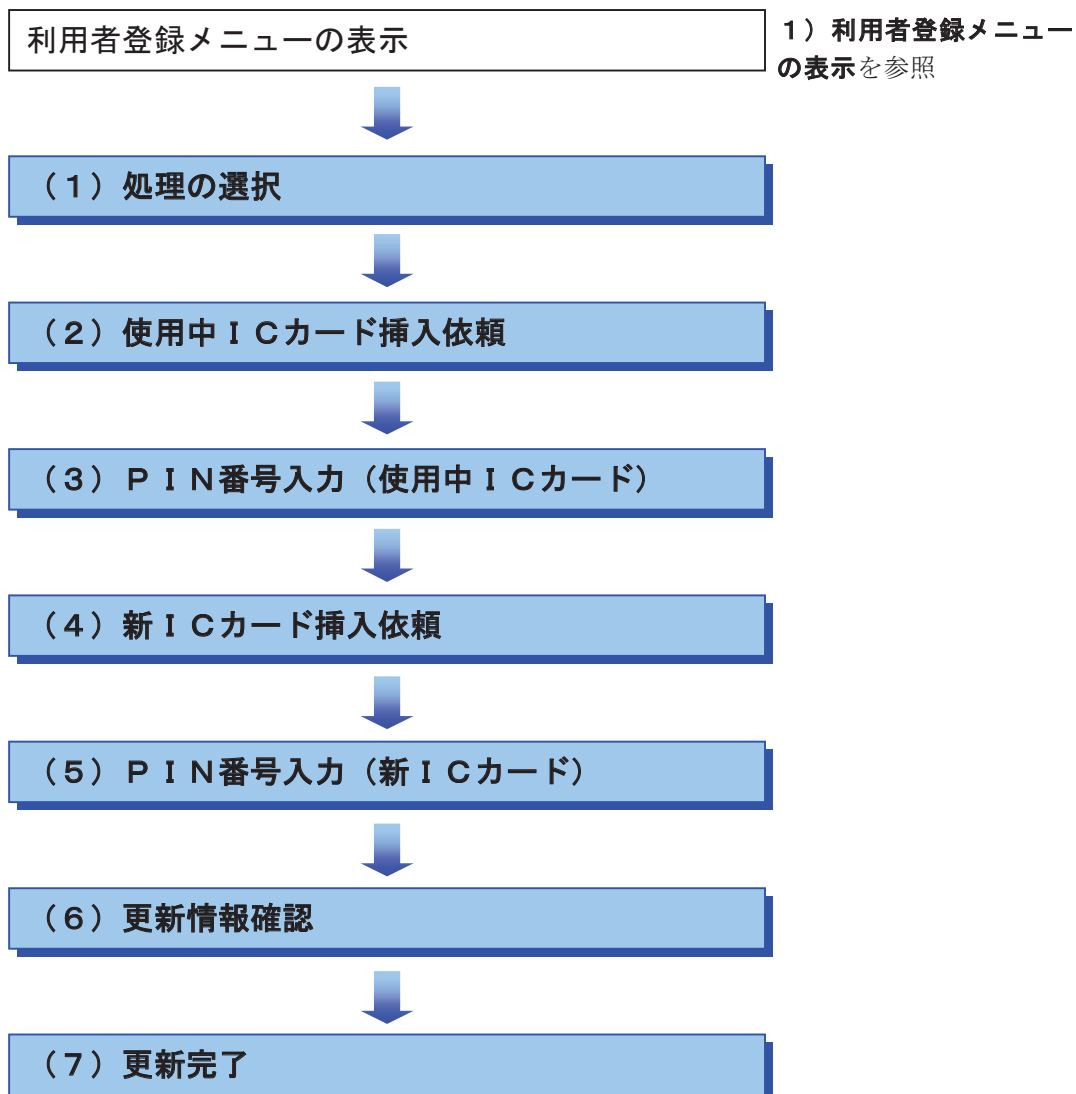 利用者登録メニューの表示
１）利用者登録メニュー
の表示を参照
（１）処理の選択
（２）使用中ＩＣカード挿入依頼
（３）ＰＩＮ番号入力（使用中ＩＣカード）
（４）新ＩＣカード挿入依頼
（５）ＰＩＮ番号入力（新ＩＣカード）
（６）更新情報確認
（７）更新完了